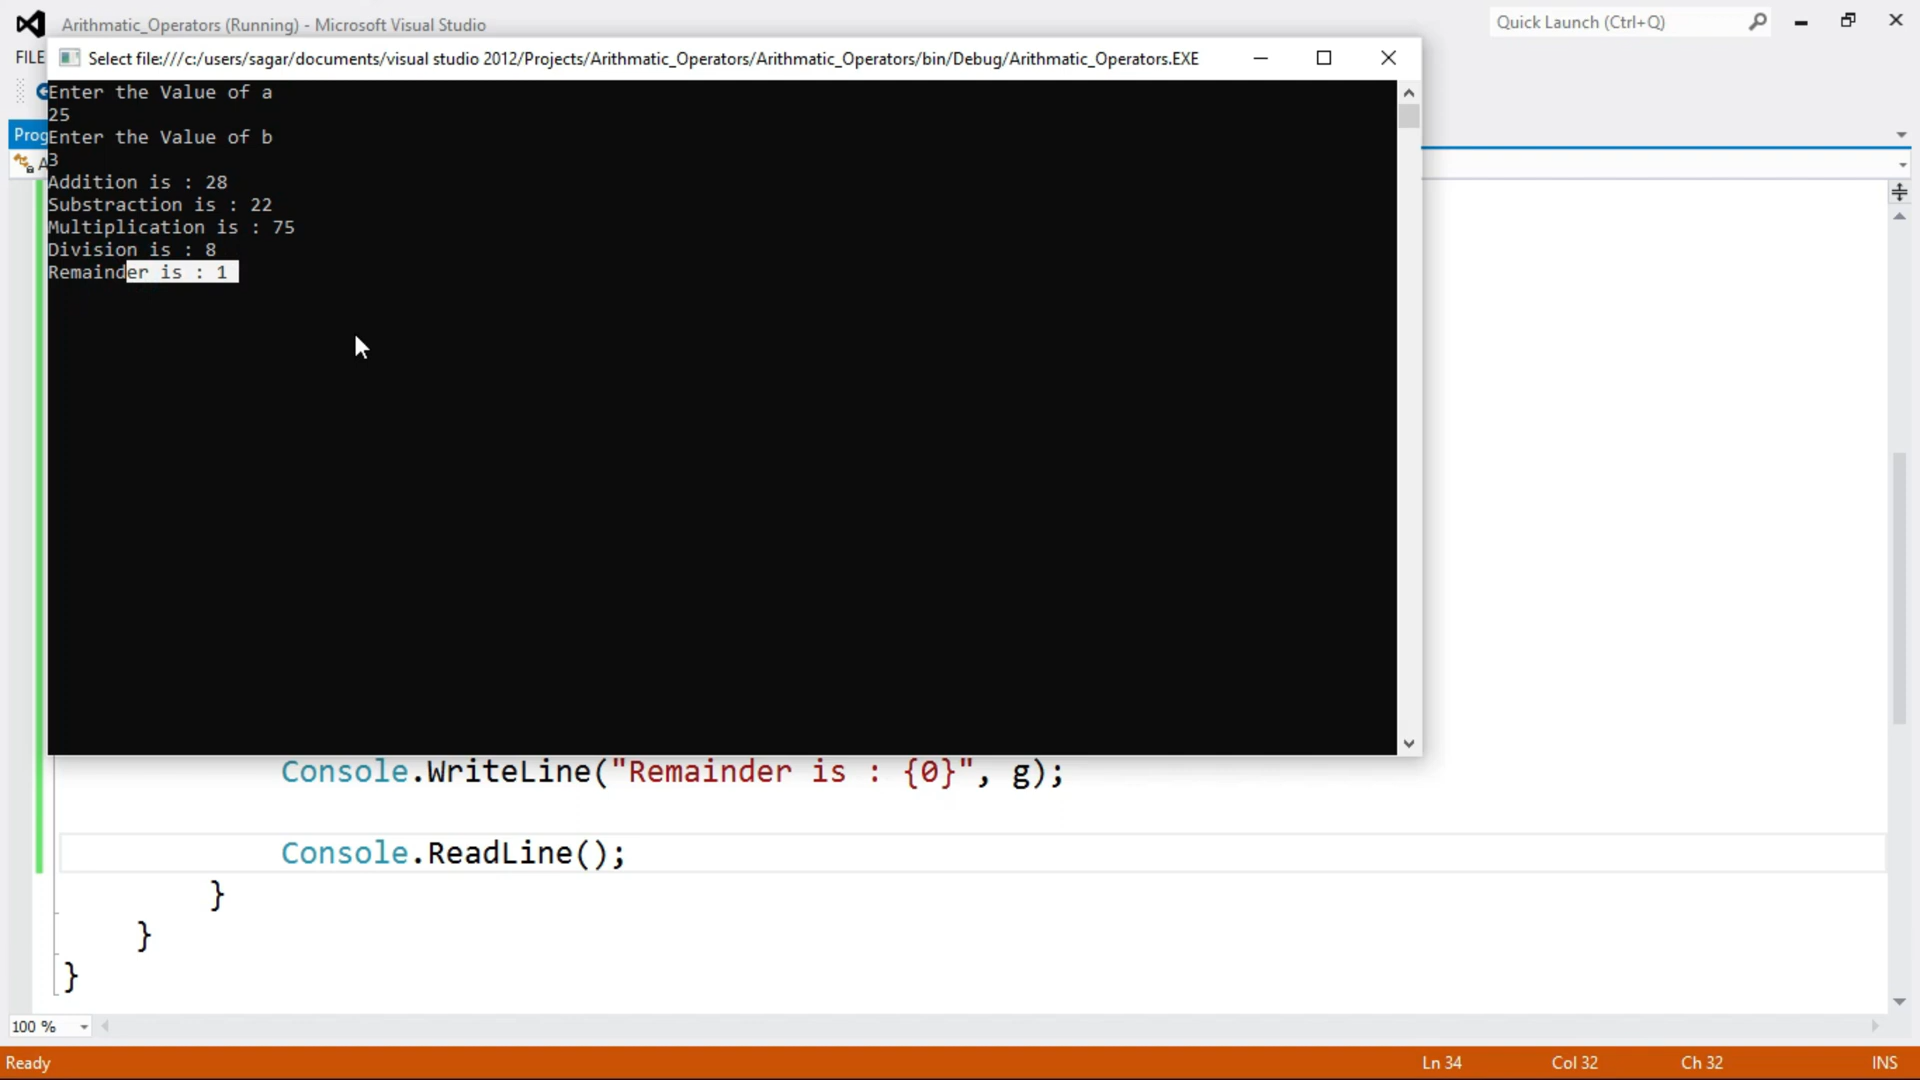 Arithmatic_Operators (Running) - Microsoft Visual Studio
Quick Launch (Ctrl+Q)
FILE
Select file:///c:/users/sagar/documents/visual studio 2012/Projects/Arithmatic_Operators/Arithmatic_Operators/bin/Debug/Arithmatic_Operators.EXE
Enter the Value of a
25
Prog
Enter the Value of b
A
3
Addition is : 28
Substraction is : 22
Multiplication is : 75
Division is : 8
Remainder is : 1
Console.WriteLine("Remainder is : {0}", g);
Console.ReadLine();
}
}
}
100 %
Ready
Ln 34
Col 32
Ch 32
INS